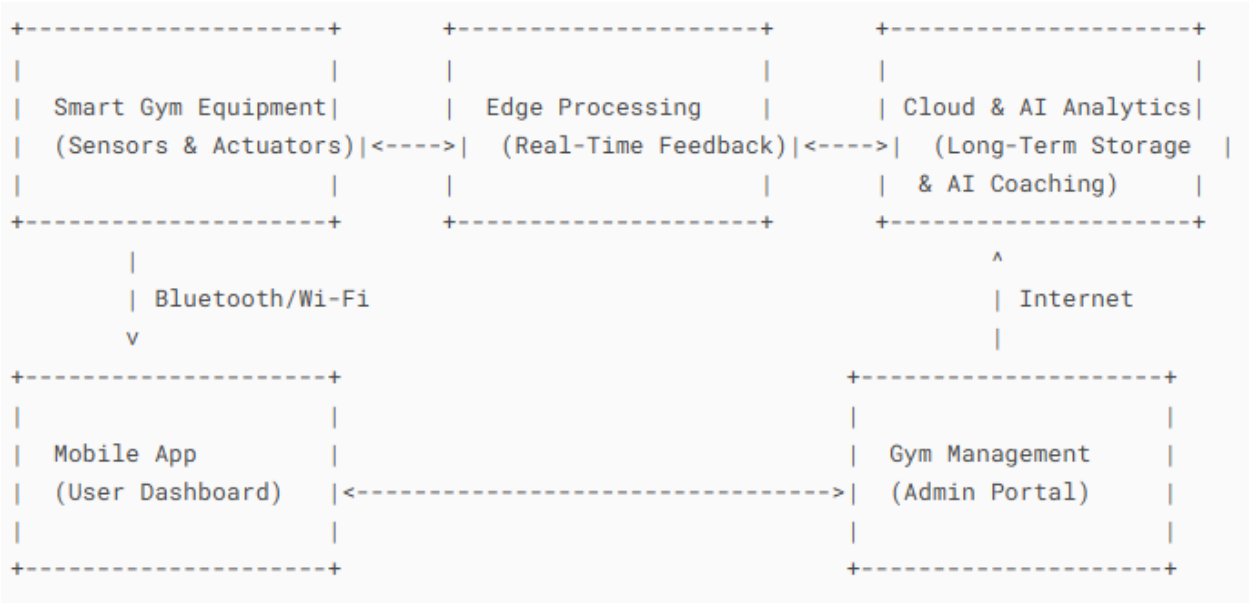 +---------------------+       +---------------------+       +---------------------+
|                     |       |                     |       |                     |
|  Smart Gym Equipment|       |  Edge Processing    |       | Cloud & AI Analytics|
|  (Sensors & Actuators)|<---->|  (Real-Time Feedback)|<---->|  (Long-Term Storage  |
|                     |       |                     |       |  & AI Coaching)     |
+---------------------+       +---------------------+       +---------------------+
        |                                                           ^
        | Bluetooth/Wi-Fi                                           | Internet
        v                                                           |
+---------------------+                                   +---------------------+
|                     |                                   |                     |
|  Mobile App         |                                   |  Gym Management     |
|  (User Dashboard)   |<--------------------------------->|  (Admin Portal)     |
|                     |                                   |                     |
+---------------------+                                   +---------------------+